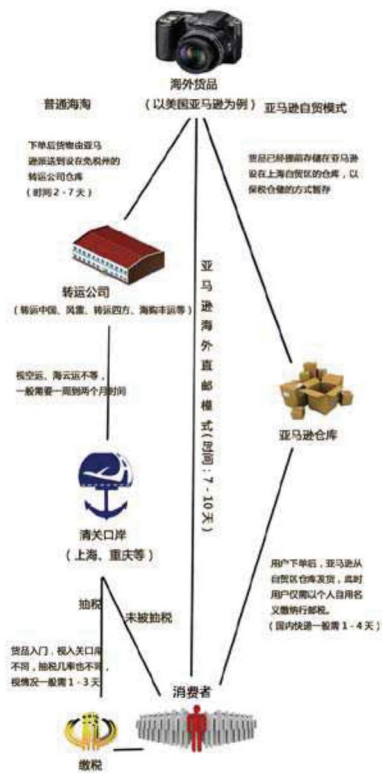 海外货品
普通海淘
（以美国亚马逊为例）
亚马逊自贸模式
下单后货物由亚马
逊派送到设在免税州的
转运公司仓库
（时间2-7天）
货品已经提前存储在亚马逊
设在上海自贸区的仓库，以
保税仓储的方式暂存
转运公司
（转运中国、风雷、转运四方、海购丰运等）
亚马逊海外直邮模式（时间：7-10天）
视空运、海云运不等，
一般需要一周到两个月时间
亚马逊仓库
清关口岸
（上海、重庆等）
用户下单后，亚马逊从
自贸区仓库发货，此时
用户仅需以个人自用名
义缴纳行邮税。
（国内快递一般需1-4天）
抽税
未被抽税
货品入门，视入关口库
不同，抽税几率也不同，
视情况一般需1-3天
消费者
缴税